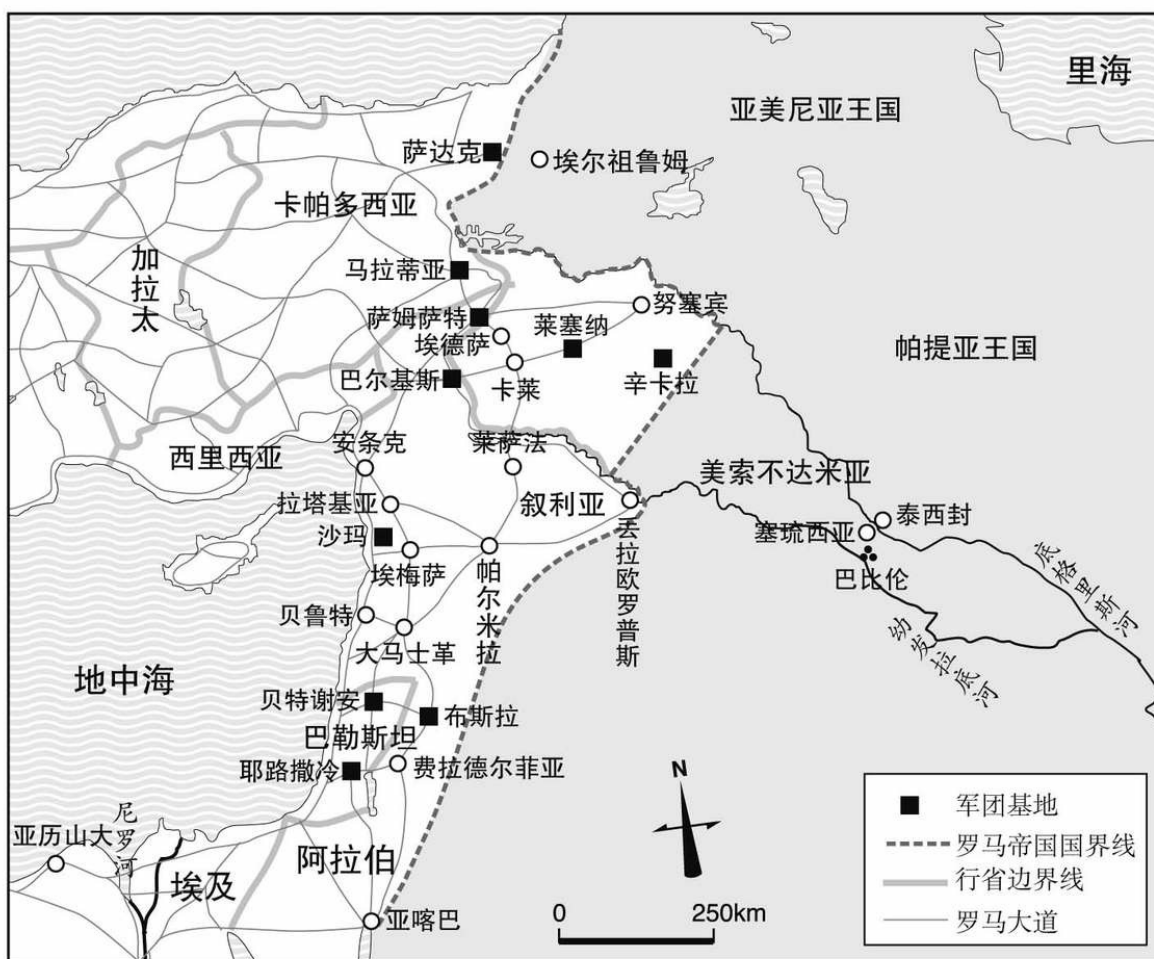 里海
亚美尼亚王国
萨达克
埃尔祖鲁姆
卡帕多西亚
加拉太
马拉蒂亚
努塞宾
萨姆萨特
莱塞纳
埃德萨
帕提亚王国
巴尔基斯
卡莱
辛卡拉
安条克
莱萨法
西里西亚
美索不达米亚
拉塔基亚
叙利亚
泰西封
沙玛
塞琉西亚
埃梅萨
帕尔米拉
丢拉欧罗普斯
巴比伦
底格里斯河
贝鲁特
幼发拉底河
大马士革
地中海
贝特谢安
布斯拉
巴勒斯坦
耶路撒冷
费拉德尔菲亚
N
尼罗河
亚历山大
阿拉伯
埃及
亚喀巴
0 250km
军团基地
罗马帝国国界线
行省边界线
罗马大道